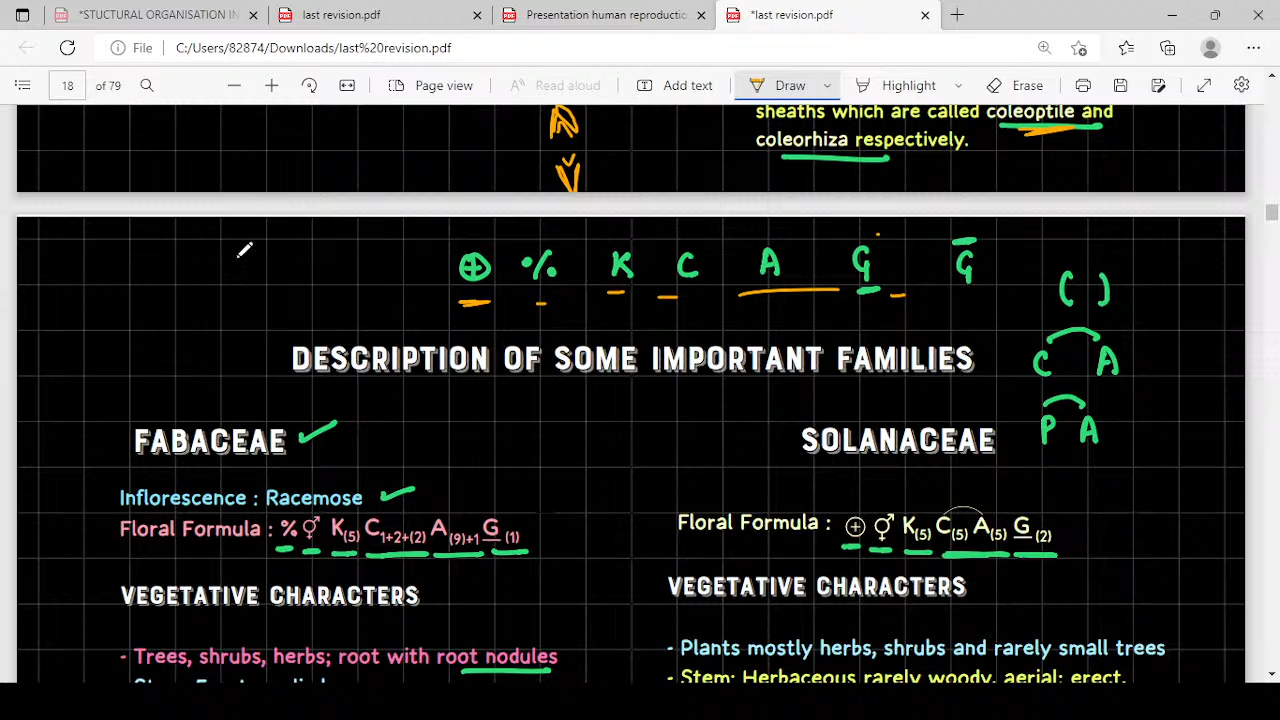 *STUCTURAL ORGANISATION IN
last revision.pdf
Presentation human reproductio
*last revision.pdf
File
C:/Users/82874/Downloads/last%20revision.pdf
18 of 79
Page view
Read aloud
Add text
Draw
Highlight
Erase
sheaths which are called coleoptile and
coleorhiza respectively.
⊕ % K C A G G̅
( )
C A
P A
DESCRIPTION OF SOME IMPORTANT FAMILIES
FABACEAE ✓
Inflorescence : Racemose ✓
Floral Formula : % ⚥ K(5) C1+2+(2) A(9)+1 G (1)
VEGETATIVE CHARACTERS
- Trees, shrubs, herbs; root with root nodules
SOLANACEAE
Floral Formula : ⊕ ⚥ K(5) C(5) A(5) G (2)
VEGETATIVE CHARACTERS
- Plants mostly herbs, shrubs and rarely small trees
- Stem: Herbaceous rarely woody, aerial; erect,